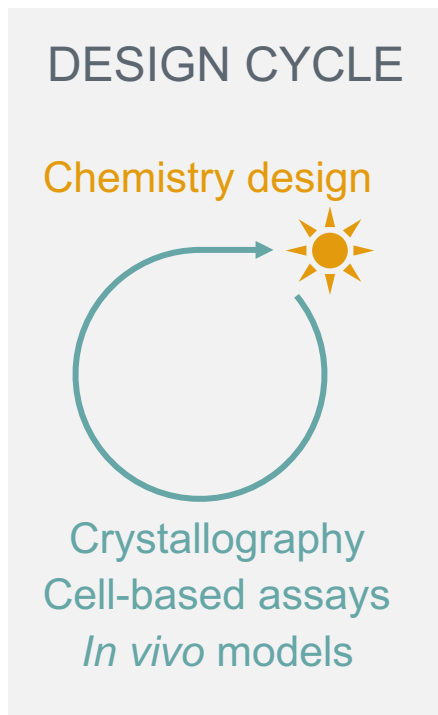 DESIGN CYCLE
Chemistry design
Crystallography
Cell-based assays
In vivo models